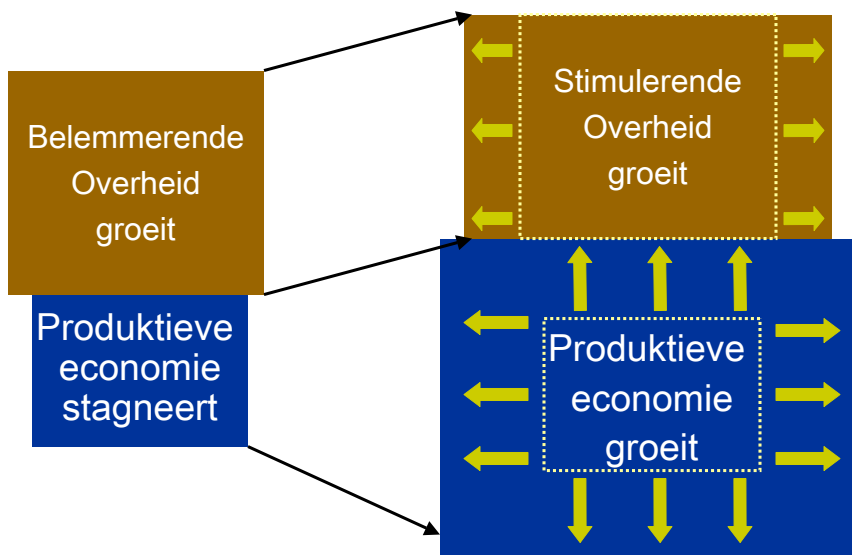 Belemmerende
Overheid
groeit
Produktieve
economie
stagneert
Stimulerende
Overheid
groeit
Produktieve
economie
groeit